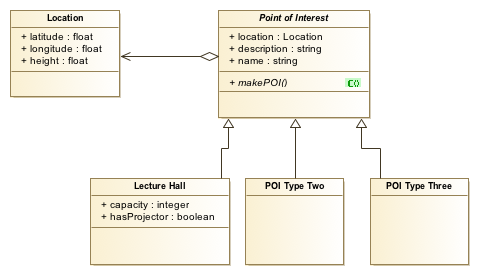 Location
+ latitude : float
+ longitude : float
+ height : float
Point of Interest
+ location : Location
+ description : string
+ name : string
+ makePOI()
Lecture Hall
+ capacity : integer
+ hasProjector : boolean
POI Type Two
POI Type Three